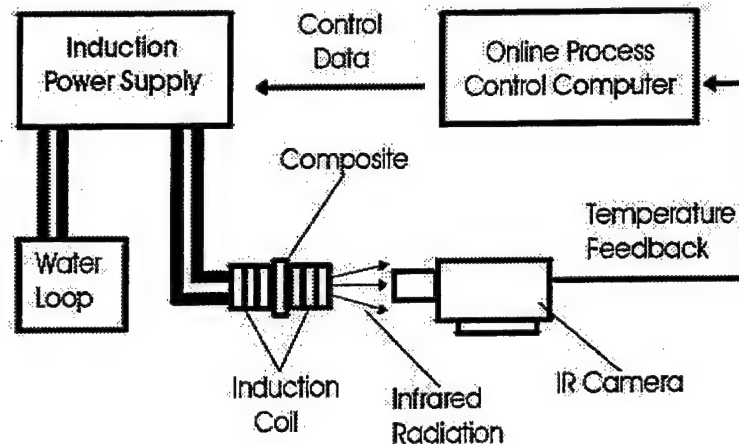 Induction
Power Supply
Control
Data
Online Process
Control Computer
Composite
Temperature
Feedback
Water
Loop
Induction
Coil
Infrared
Radiation
IR Camera